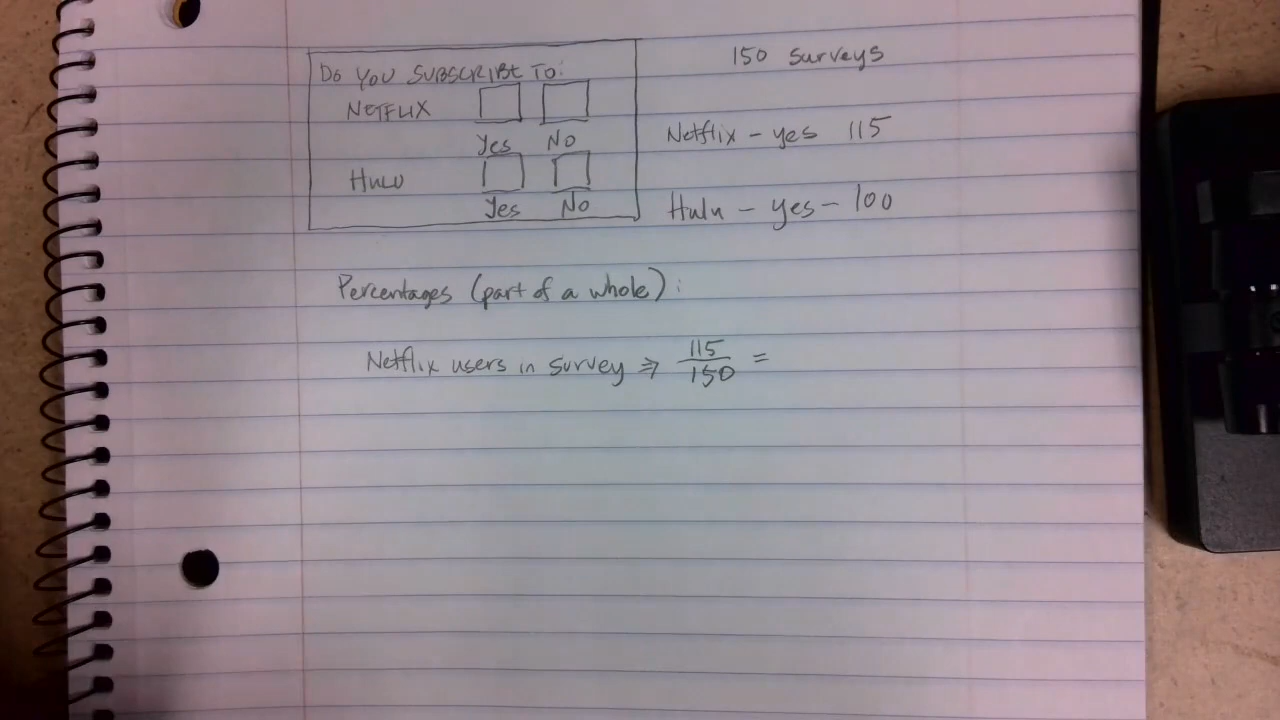 DO YOU SUBSCRIBE TO:
NETFLIX
Yes No
HULU
Yes No
150 surveys
Netflix - yes 115
Hulu - yes - 100
Percentages (part of a whole):
Netflix users in survey ⇒ 115/150 =